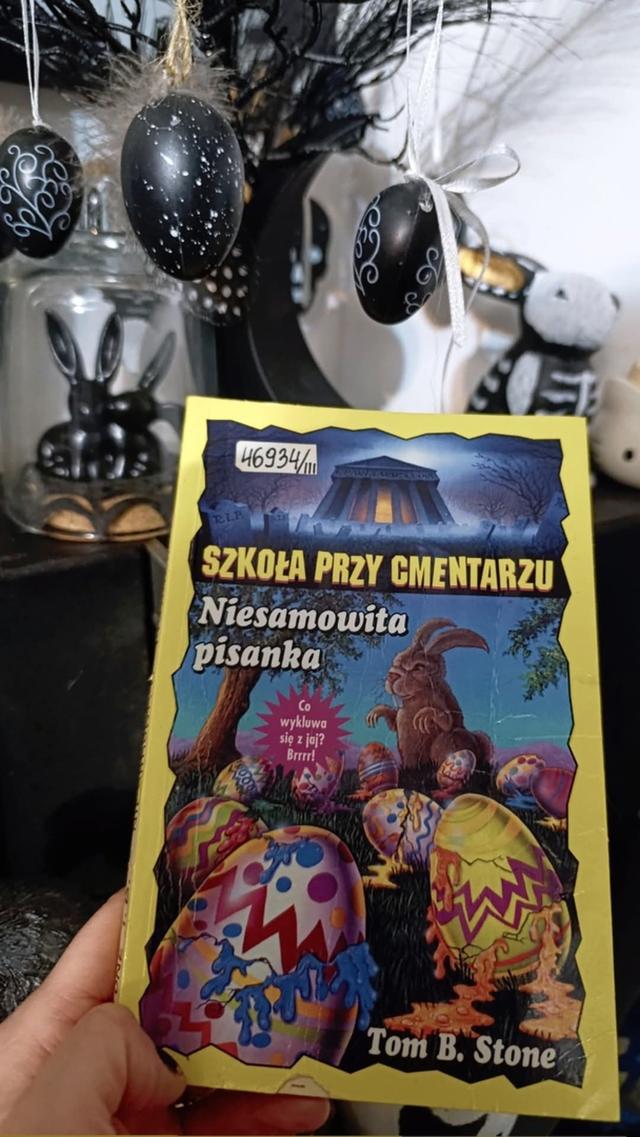 46934/III
R.I.P.
SZKOŁA PRZY CMENTARZU
Niesamowita
pisanka
Co
wykluwa
się z jaj?
Brrrr!
Tom B. Stone